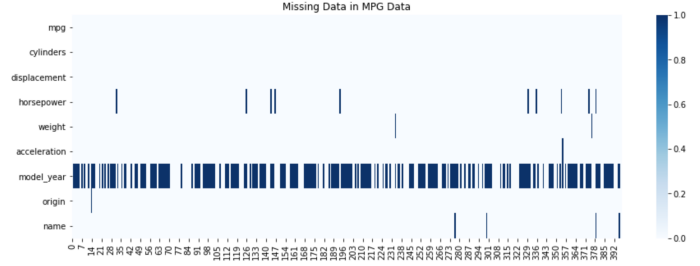 Missing Data in MPG Data
mpg
cylinders
displacement
horsepower
weight
acceleration
model_year
origin
name
0 7 14 21 28 35 42 49 56 63 70 77 84 91 98 105 112 119 126 133 140 147 154 161 168 175 182 189 196 203 210 217 224 231 238 245 252 259 266 273 280 287 294 301 308 315 322 329 336 343 350 357 364 371 378 385 392
1.0
0.8
0.6
0.4
0.2
0.0